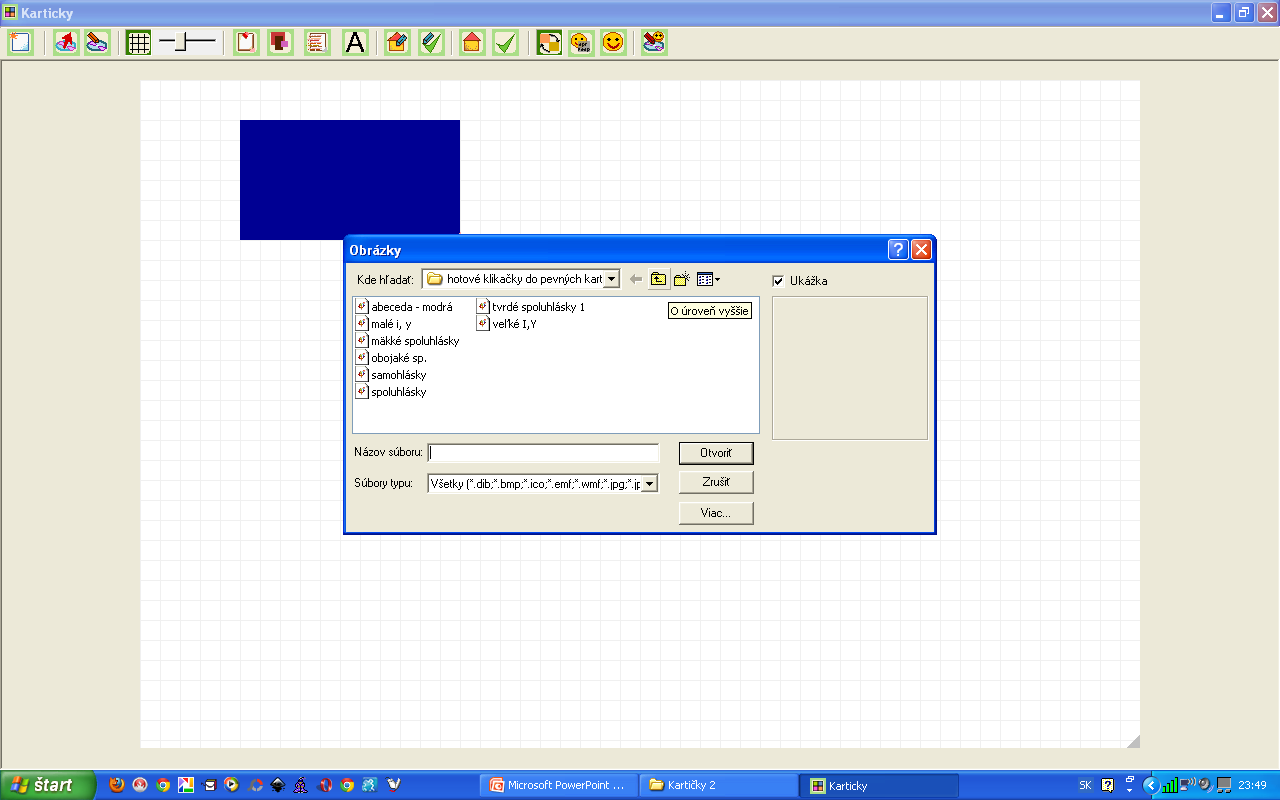 Karticky
A
Obrázky
Kde hľadať: hotové klikačky do pevných kart
Ukážka
abeceda - modrá
malé i, y
mäkké spoluhlásky
obojaké sp.
samohlásky
spoluhlásky
tvrdé spoluhlásky 1
veľké I,Y
O úroveň vyššie
Názov súboru:
Otvoriť
Súbory typu: Všetky (*.dib;*.bmp;*.ico;*.emf;*.wmf;*.jpg;*.jp
Zrušiť
Viac...
štart
Microsoft PowerPoint ...
Kartičky 2
Karticky
SK
23:49